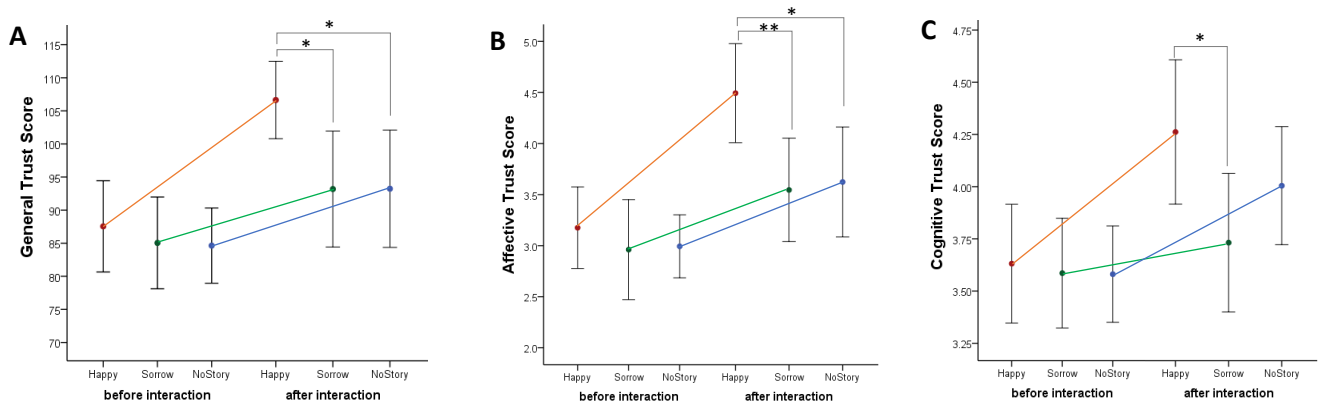 A
General Trust Score
115
110
105
100
95
90
85
80
75
70
*
*
Happy Sorrow NoStory Happy Sorrow NoStory
before interaction after interaction
B
Affective Trust Score
5.0
4.5
4.0
3.5
3.0
2.5
2.0
*
**
Happy Sorrow NoStory Happy Sorrow NoStory
before interaction after interaction
C
Cognitive Trust Score
4.75
4.50
4.25
4.00
3.75
3.50
3.25
*
Happy Sorrow NoStory Happy Sorrow NoStory
before interaction after interaction